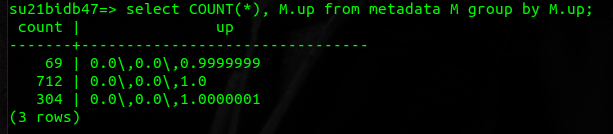 su21bldb47=> select COUNT(*), M.up from metadata M group by M.up;
 count |               up
-------+--------------------------------
    69 | 0.0\,0.0\,0.9999999
   712 | 0.0\,0.0\,1.0
   304 | 0.0\,0.0\,1.0000001
(3 rows)